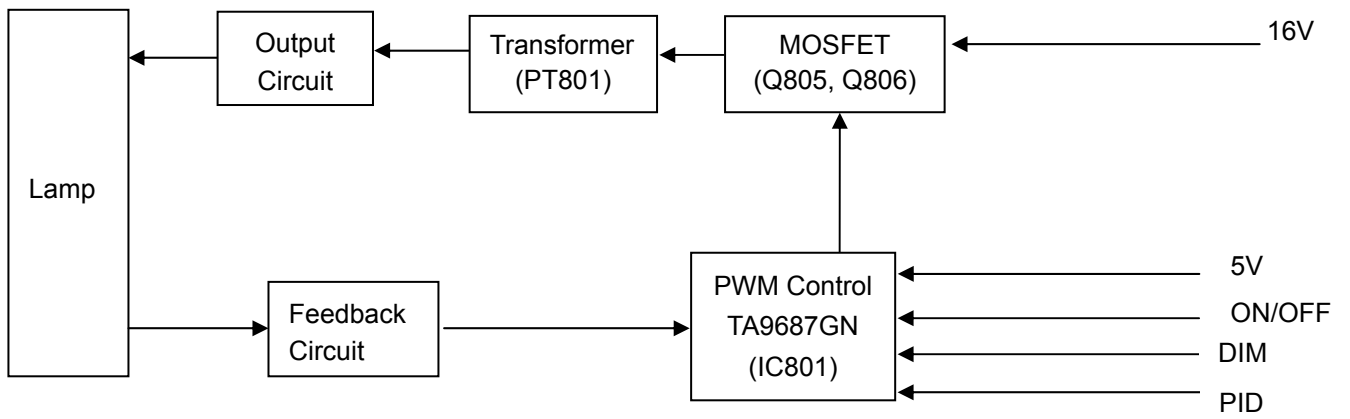 Output
Circuit
Transformer
(PT801)
MOSFET
(Q805, Q806)
16V
Lamp
Feedback
Circuit
PWM Control
TA9687GN
(IC801)
5V
ON/OFF
DIM
PID